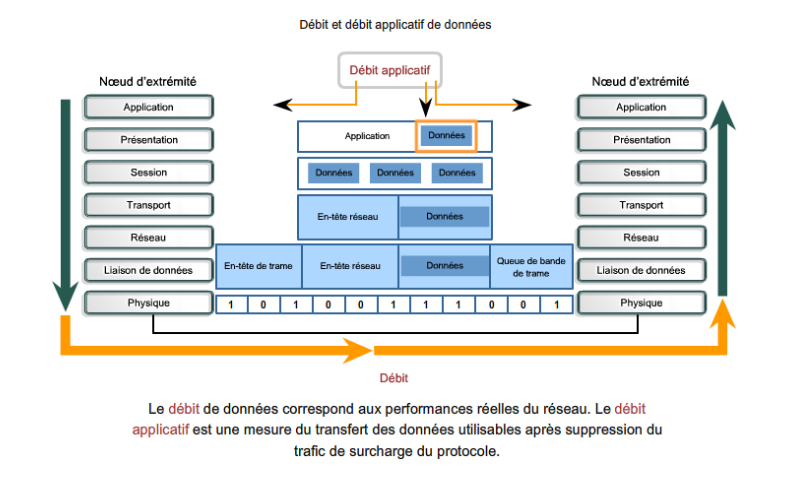 Débit et débit applicatif de données
Débit applicatif
Nœud d'extrémité
Nœud d'extrémité
Application
Présentation
Session
Transport
Réseau
Liaison de données
Physique
Application Données
Données Données Données
En-tête réseau Données
En-tête de trame En-tête réseau Données Queue de bande
de trame
1 0 1 0 0 1 1 1 0 0 1
Application
Présentation
Session
Transport
Réseau
Liaison de données
Physique
Débit
Le débit de données correspond aux performances réelles du réseau. Le débit
applicatif est une mesure du transfert des données utilisables après suppression du
trafic de surcharge du protocole.